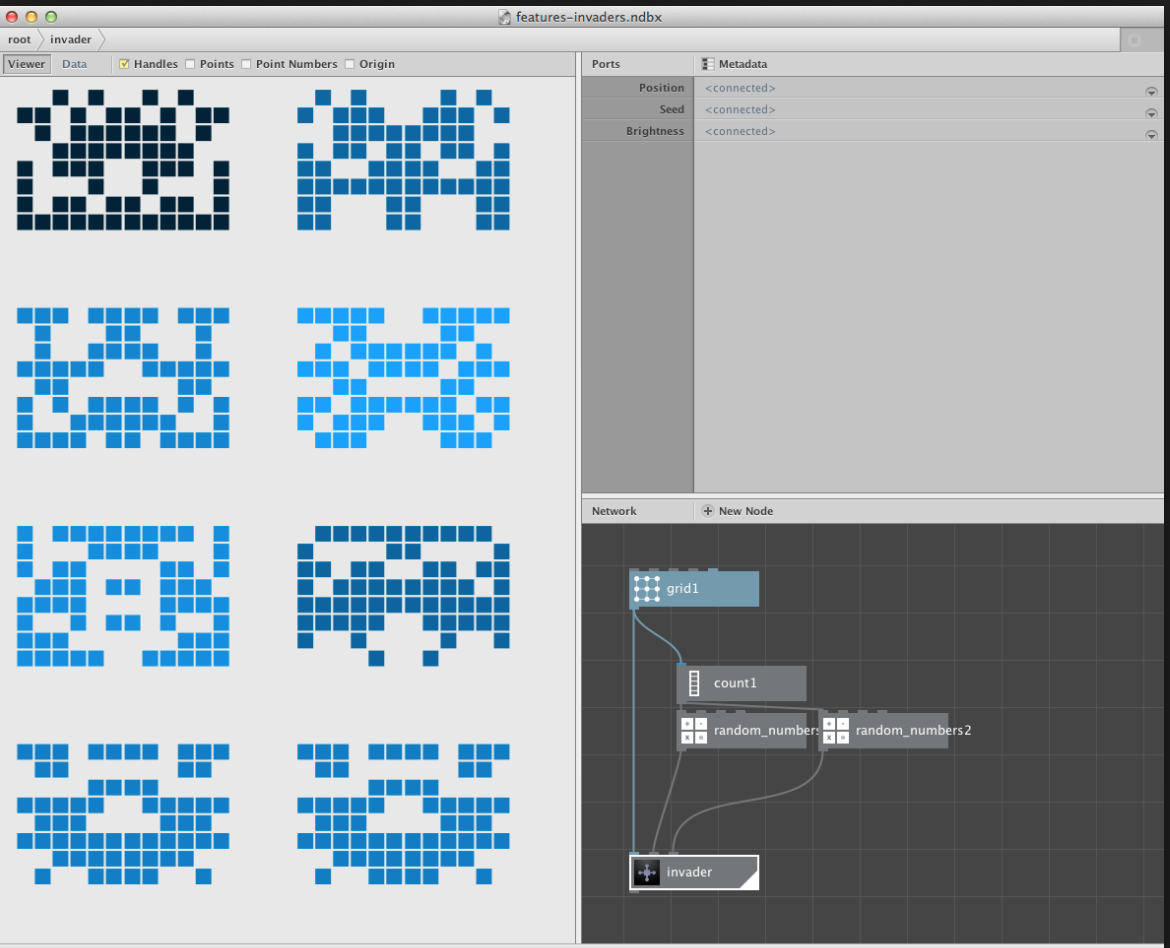 features-invaders.ndbx
root invader
Viewer Data Handles Points Point Numbers Origin
Ports Metadata
Position <connected>
Seed <connected>
Brightness <connected>
Network New Node
grid1
count1
random_numbers random_numbers2
invader